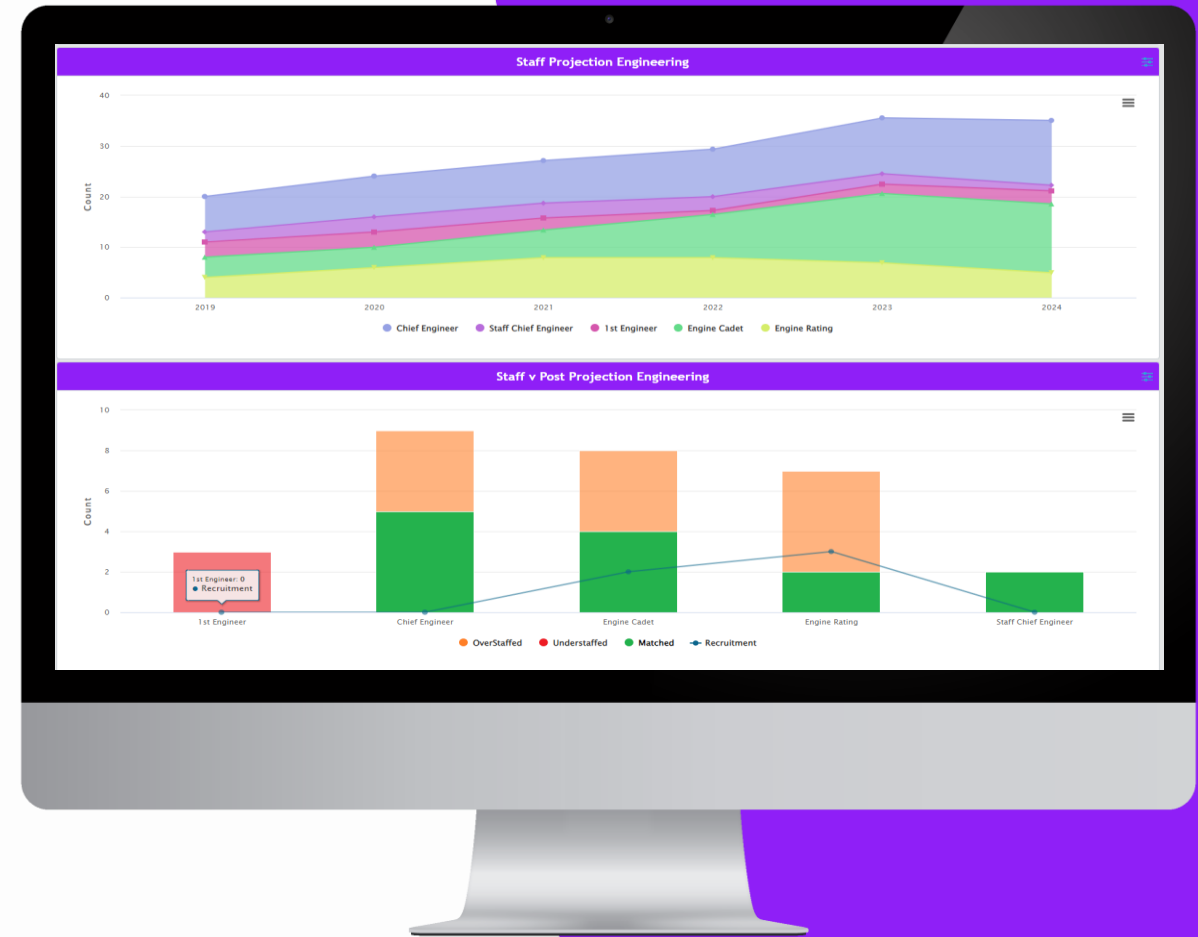 Staff Projection Engineering
40
30
20
10
0
Count
2019 2020 2021 2022 2023 2024
Chief Engineer Staff Chief Engineer 1st Engineer Engine Cadet Engine Rating
Staff v Post Projection Engineering
10
8
6
4
2
0
Count
1st Engineer: 0
Recruitment
1st Engineer Chief Engineer Engine Cadet Engine Rating Staff Chief Engineer
OverStaffed Understaffed Matched Recruitment